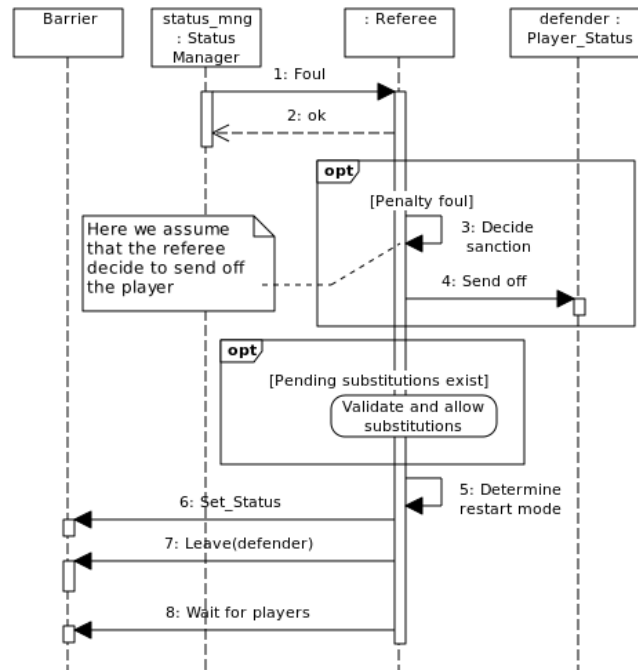 Barrier
status_mng
: Status
Manager
: Referee
defender :
Player_Status
1: Foul
2: ok
opt
[Penalty foul]
3: Decide
sanction
Here we assume
that the referee
decide to send off
the player
4: Send off
opt
[Pending substitutions exist]
Validate and allow
substitutions
5: Determine
restart mode
6: Set_Status
7: Leave(defender)
8: Wait for players